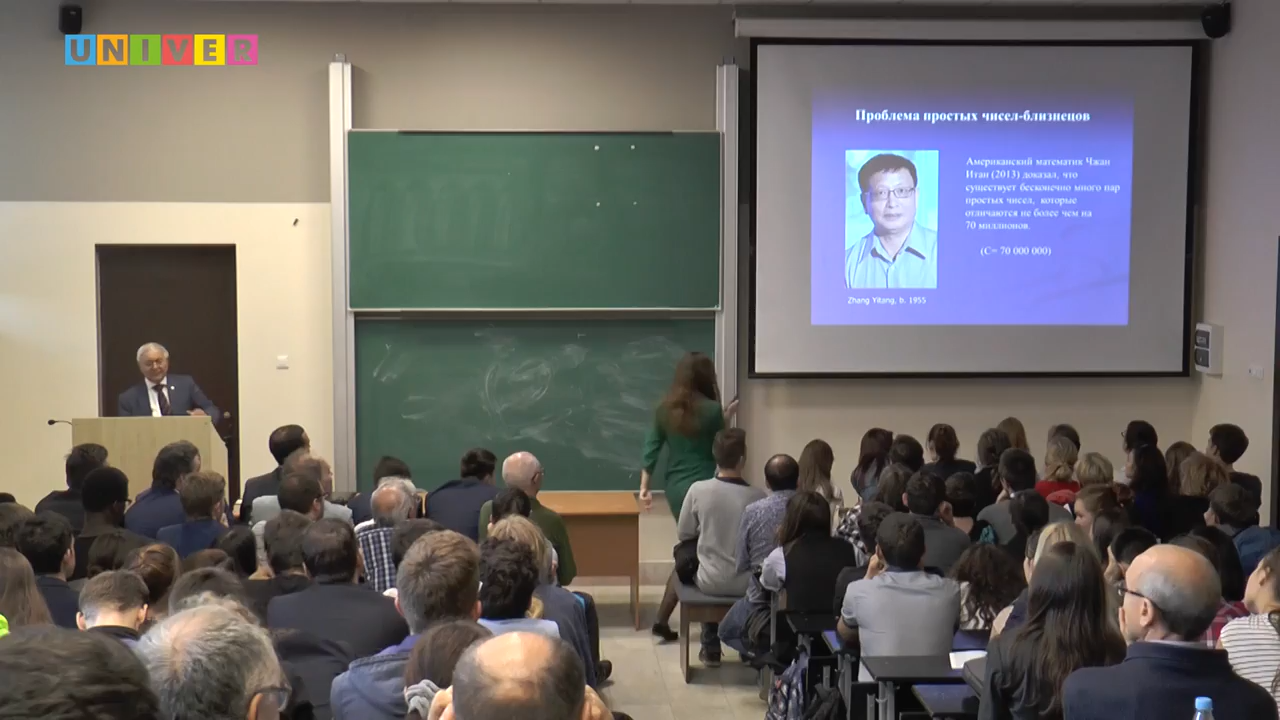 UNIVER
Проблема простых чисел-близнецов
Американский математик Чжан
Итан (2013) доказал, что
существует бесконечно много пар
простых чисел, которые
отличаются не более чем на
70 миллионов.
(C= 70 000 000)
Zhang Yitang, b. 1955